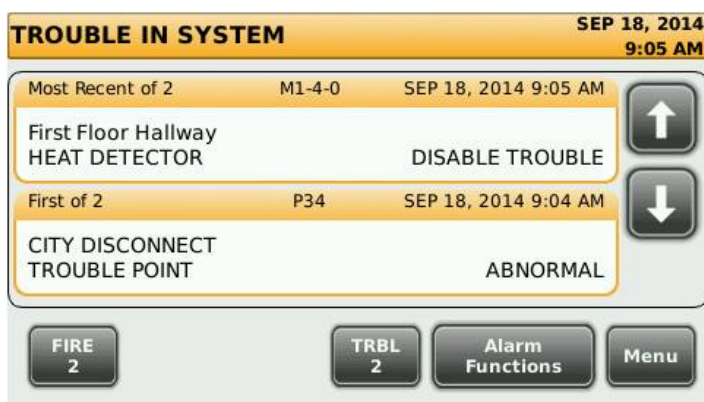 TROUBLE IN SYSTEM
SEP 18, 2014
9:05 AM
Most Recent of 2 M1-4-0 SEP 18, 2014 9:05 AM
First Floor Hallway
HEAT DETECTOR DISABLE TROUBLE
First of 2 P34 SEP 18, 2014 9:04 AM
CITY DISCONNECT
TROUBLE POINT ABNORMAL
FIRE
2
TRBL
2
Alarm
Functions
Menu